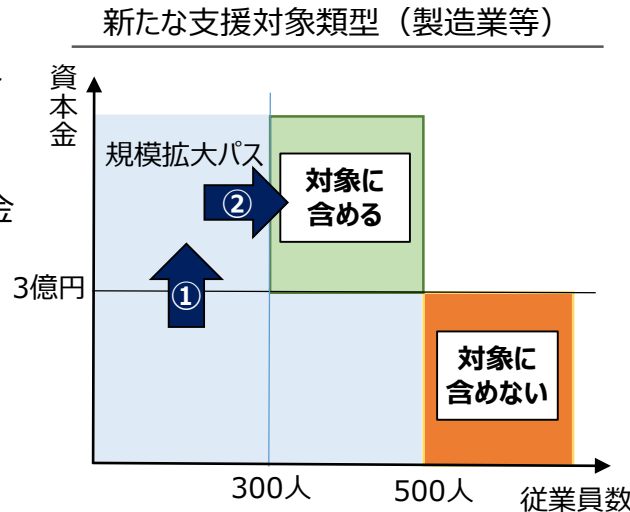 新たな支援対象類型（製造業等）
資本金
規模拡大パス
対象に
含める
②
金
3億円
①
対象に
含めない
300人
500人
従業員数